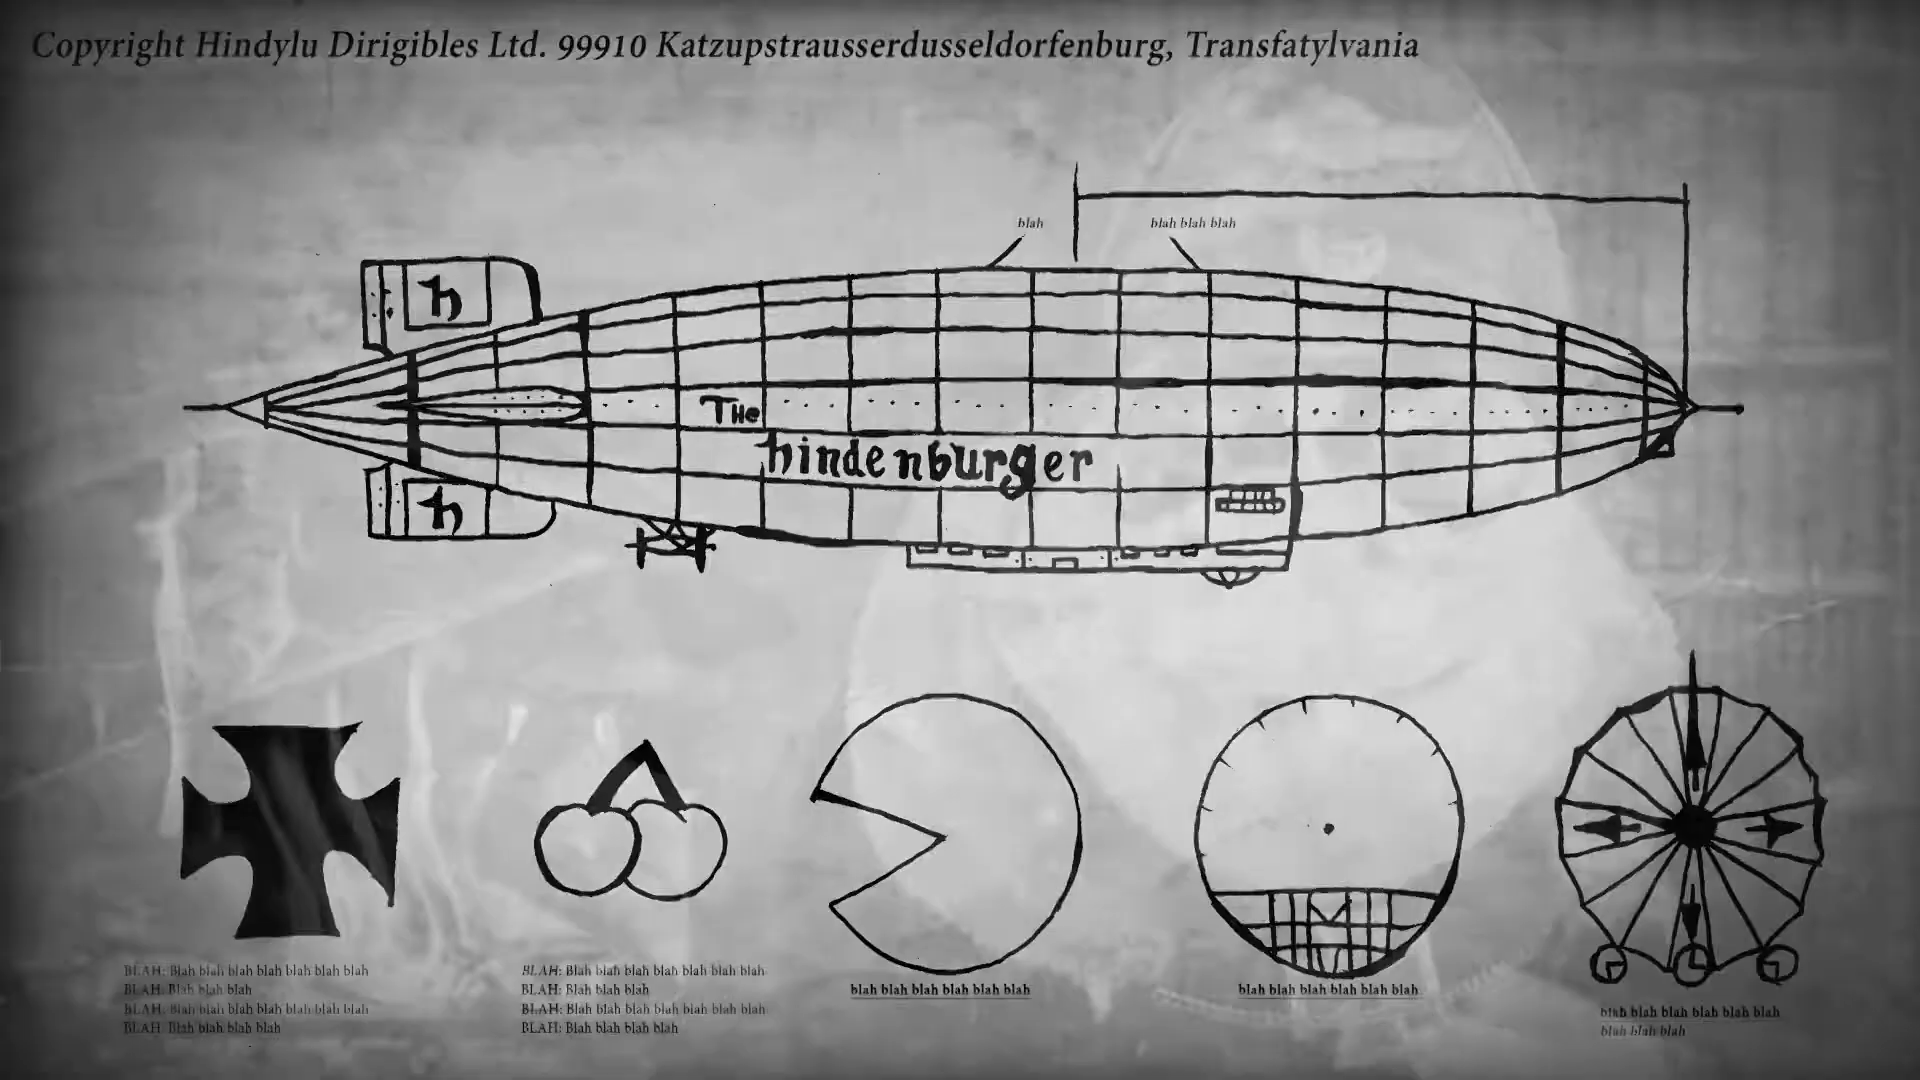 Copyright Hindylu Dirigibles Ltd. 99910 Katzupstrausserdusseldorfenburg, Transfatylvania
blah
blah blah blah
h
The
hindenburger
h
BLAH: Blah blah blah blah blah blah blah
BLAH: Blah blah blah
BLAH: Blah blah blah blah blah blah blah
BLAH: Blah blah blah blah
BLAH: Blah blah blah blah blah blah blah
BLAH: Blah blah blah
BLAH: Blah blah blah blah blah blah blah
BLAH: Blah blah blah blah
blah blah blah blah blah blah
blah blah blah blah blah blah
blah blah blah blah blah blah
blah blah blah